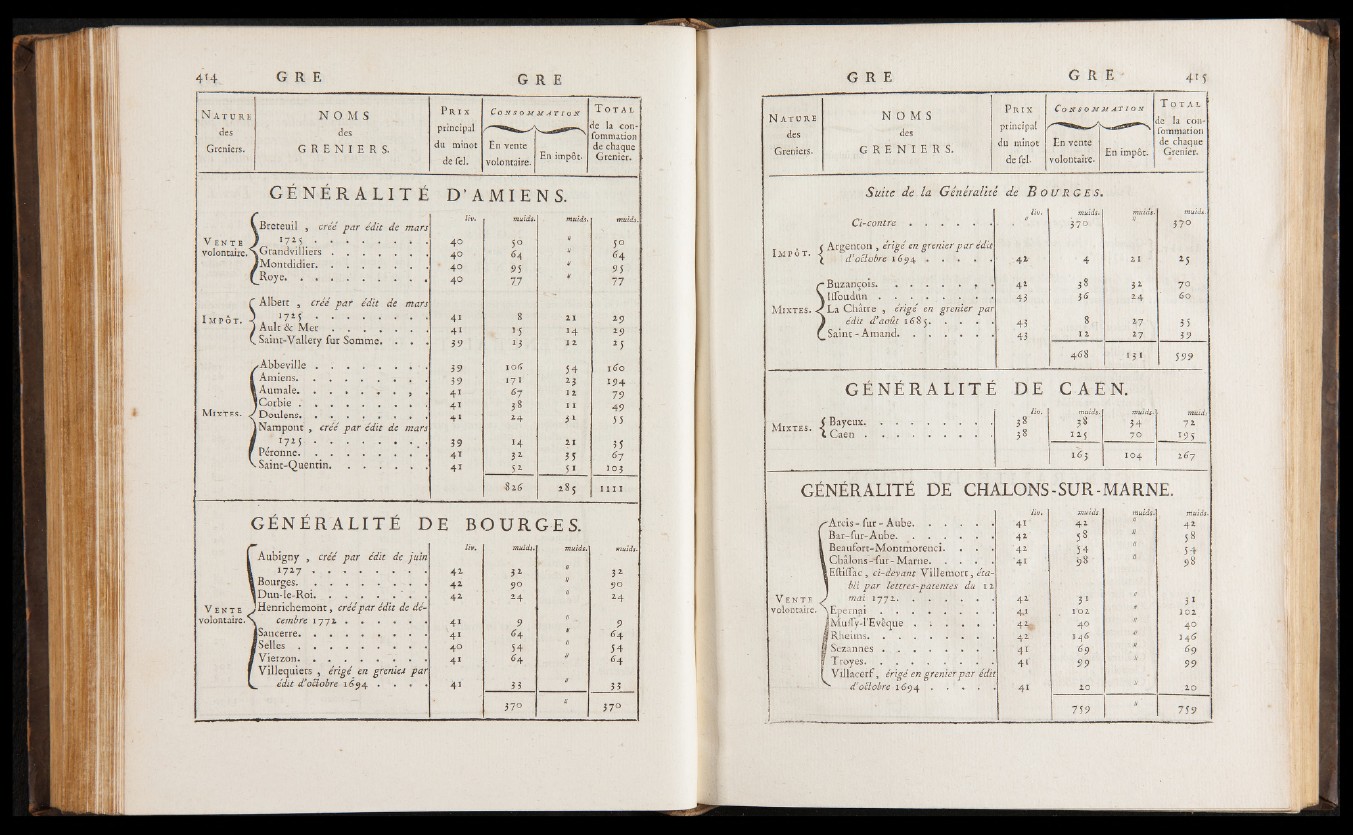 414 GRE GRE
NATURE des Greniers. NOMS des GRENIERS. PRIX principal du minot de ſel. CONSOMMATION En vente volontaire. En impôt. TOTAL de la conſommation de chaque Grenier.
GÉNÉRALITÉ D'AMIENS.
liv. muids. muids. muids.
VENTE volontaire.
Breteuil , créé par édit de mars
1725 . . . . . . . . 40 50 " 50
Grandvilliers . . . . . . . 40 64 " 64
Montdidier. . . . . . . . 40 95 " 95
Roye. . . . . . . . . . 40 77 " 77
IMPÔT.
Albert , créé par édit de mars
1725 . . . . . . . . 41 8 21 29
Ault & Mer . . . . . . . 41 15 14 29
Saint-Vallery ſur Somme. . . . 39 13 12 25
MIXTES.
Abbeville . . . . . . . . 39 106 54 160
Amiens. . . . . . . . . 39 171 23 194
Aumale. . . . . . . . . 41 67 12 79
Corbie . . . . . . . . . 41 38 11 49
Doulens. . . . . . . . . 41 24 31 55
Nampont , créé par édit de mars
1725 . . . . . . . . 39 14 21 35
Péronne. . . . . . . . . 41 32 35 67
Saint-Quentin. . . . . . . 41 52 51 103
826 285 1111
GÉNÉRALITÉ DE BOURGES.
liv. muids. muids. muids.
VENTE volontaire.
Aubigny , créé par édit de juin
1727 . . . . . . . . 42 32 " 32
Bourges. . . . . . . . . 42 90 " 90
Dun-le-Roi. . . . . . . . 42 24 " 24
Henrichemont, créé par édit de dé-
cembre 1772 . . . . . . 41 9 " 9
Sancerre. . . . . . . . . 41 64 " 64
Selles . . . . . . . . . 40 54 " 54
Vierzon. . . . . . . . . 41 64 " 64
Villequiers , érigé en grenier par
édit d'octobre 1694 . . . . 41 33 " 33
370 " 370
GRE GRE 415
NATURE des Greniers. NOMS des GRENIERS. PRIX principal du minot de ſel. CONSOMMATION En vente volontaire. En impôt. TOTAL de la conſommation de chaque Grenier.
Suite de la Généralité de BOURGES.
liv. muids. muids. muids.
Ci-contre . . . . . . " 370 " 370
IMPÔT.
Argenton , érigé en grenier par édit
d'octobre 1694 . . . . . 42 4 21 25
MIXTES.
Buzançois. . . . . . . . 42 38 32 70
Iſſoudun . . . . . . . . 43 36 24 60
La Châtre , érigé en grenier par
édit d'août 1685. . . . . 43 8 27 35
Saint-Amand. . . . . . . 43 12 27 39
468 131 599
GÉNÉRALITÉ DE CAEN.
liv. muids. muids. muid.
MIXTES.
Bayeux. . . . . . . . . 38 38 34 72
Caen . . . . . . . . . 38 125 70 195
163 104 267
GÉNÉRALITÉ DE CHALONS-SUR-MARNE.
liv. muids muids. muids.
VENTE volontaire.
Arcis-ſur-Aube. . . . . . 41 42 " 42
Bar-ſur-Aube. . . . . . . 42 58 " 58
Beaufort-Montmorenci. . . . 42 54 " 54
Châlons-ſur-Marne. . . . . 41 98 " 98
Eſtiſſac, ci-devant Villemort, éta-
bli par lettres-patentes du 12
mai 1772. . . . . . . 42 31 " 31
Epernai . . . . . . . . 41 102 " 102
Muſſy-l'Evêque . . . . . . 42 40 " 40
Rheims. . . . . . . . . 42 146 " 146
Sezannes . . . . . . . . 41 69 " 69
Troyes. . . . . . . . . 41 99 " 99
Villacerf, érigé en grenier par édit
d'octobre 1694 . . . . . 41 20 " 20
759 " 759